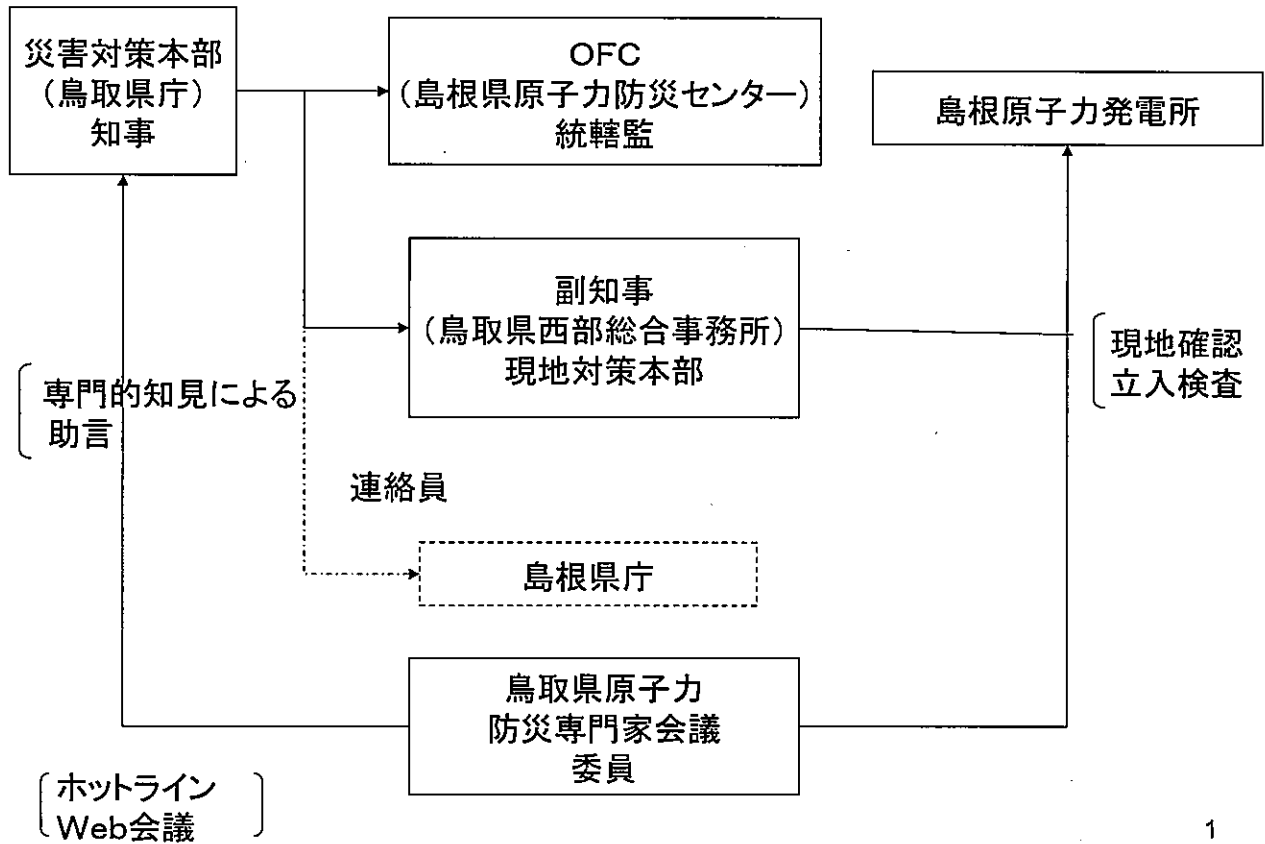 災害対策本部
（鳥取県庁）
知事
OFC
（島根県原子力防災センター）
統轄監
島根原子力発電所
副知事
（鳥取県西部総合事務所）
現地対策本部
現地確認
立入検査
専門的知見による
助言
連絡員
島根県庁
鳥取県原子力
防災専門家会議
委員
ホットライン
Web会議
1